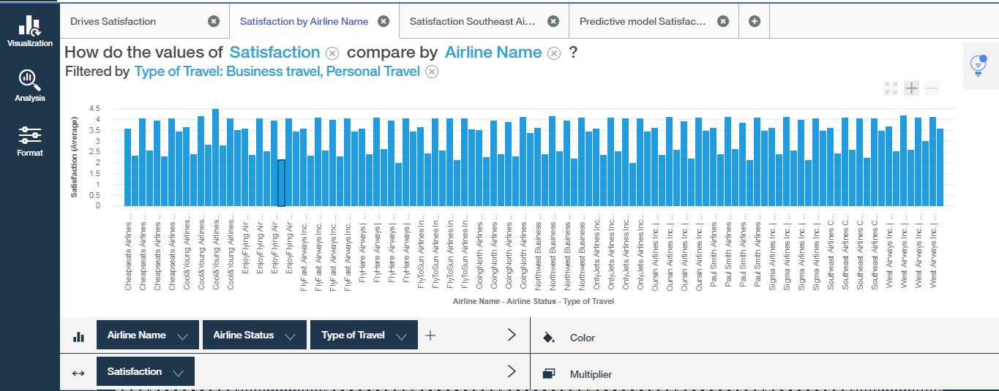 Drives Satisfaction
Satisfaction by Airline Name
Satisfaction Southeast Ai...
Predictive model Satisfac...
Visualization
Analysis
Format
How do the values of Satisfaction compare by Airline Name ?
Filtered by Type of Travel: Business travel, Personal Travel
Satisfaction (Average)
4.5
4
3.5
3
2.5
2
1.5
1
0.5
0
Cheapseats Airlines ...
Cheapseats Airlines ...
Cheapseats Airlines ...
Cheapseats Airlines ...
Cool&Young Airlines...
Cool&Young Airlines...
Cool&Young Airlines...
Cool&Young Airlines...
EnjoyFlying Air ...
EnjoyFlying Air ...
EnjoyFlying Air ...
EnjoyFlying Air ...
FlyFast Airways Inc. ...
FlyFast Airways Inc. ...
FlyFast Airways Inc. ...
FlyFast Airways Inc. ...
FlyHere Airways | ...
FlyHere Airways | ...
FlyHere Airways | ...
FlyHere Airways | ...
FlyToSun Airlines In...
FlyToSun Airlines In...
FlyToSun Airlines In...
FlyToSun Airlines In...
GoingNorth Airlines ...
GoingNorth Airlines ...
GoingNorth Airlines ...
GoingNorth Airlines ...
Northwest Business ...
Northwest Business ...
Northwest Business ...
Northwest Business ...
OnlyJets Airlines Inc...
OnlyJets Airlines Inc...
OnlyJets Airlines Inc...
OnlyJets Airlines Inc...
Oursin Airlines Inc. | ...
Oursin Airlines Inc. | ...
Oursin Airlines Inc. | ...
Oursin Airlines Inc. | ...
Paul Smith Airlines ...
Paul Smith Airlines ...
Paul Smith Airlines ...
Paul Smith Airlines ...
Sigma Airlines Inc. | ...
Sigma Airlines Inc. | ...
Sigma Airlines Inc. | ...
Sigma Airlines Inc. | ...
Southeast Airlines C...
Southeast Airlines C...
Southeast Airlines C...
Southeast Airlines C...
West Airways Inc. | ...
West Airways Inc. | ...
West Airways Inc. | ...
West Airways Inc. | ...
Airline Name - Airline Status - Type of Travel
Airline Name
Airline Status
Type of Travel
Color
Satisfaction
Multiplier